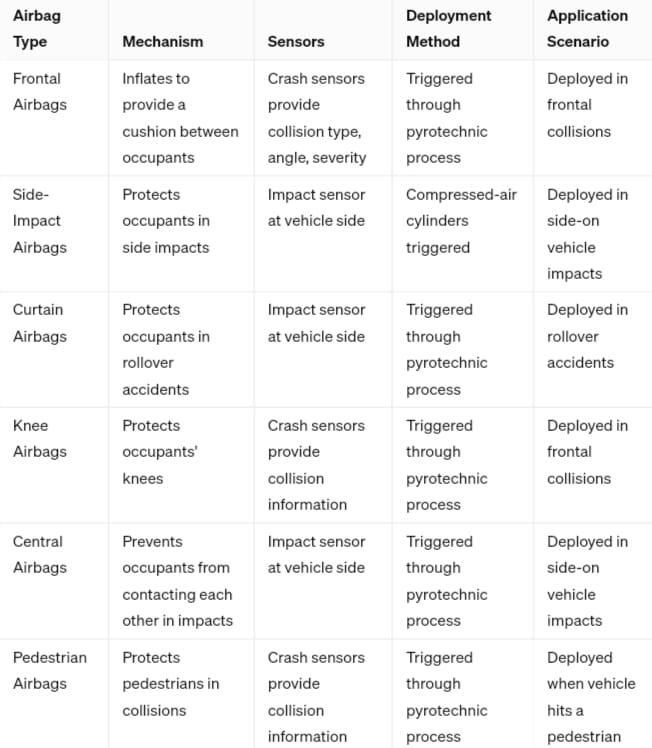 Airbag Type
Mechanism
Sensors
Deployment Method
Application Scenario
Frontal
Airbags
Inflates to
provide a
cushion between
occupants
Crash sensors
provide
collision type,
angle, severity
Triggered
through
pyrotechnic
process
Deployed in
frontal
collisions
Side-
Impact
Airbags
Protects
occupants in
side impacts
Impact sensor
at vehicle side
Compressed-air
cylinders
triggered
Deployed in
side-on
vehicle
impacts
Curtain
Airbags
Protects
occupants in
rollover
accidents
Impact sensor
at vehicle side
Triggered
through
pyrotechnic
process
Deployed in
rollover
accidents
Knee
Airbags
Protects
occupants'
knees
Crash sensors
provide
collision
information
Triggered
through
pyrotechnic
process
Deployed in
frontal
collisions
Central
Airbags
Prevents
occupants from
contacting each
other in impacts
Impact sensor
at vehicle side
Triggered
through
pyrotechnic
process
Deployed in
side-on
vehicle
impacts
Pedestrian
Airbags
Protects
pedestrians in
collisions
Crash sensors
provide
collision
information
Triggered
through
pyrotechnic
process
Deployed
when vehicle
hits a
pedestrian